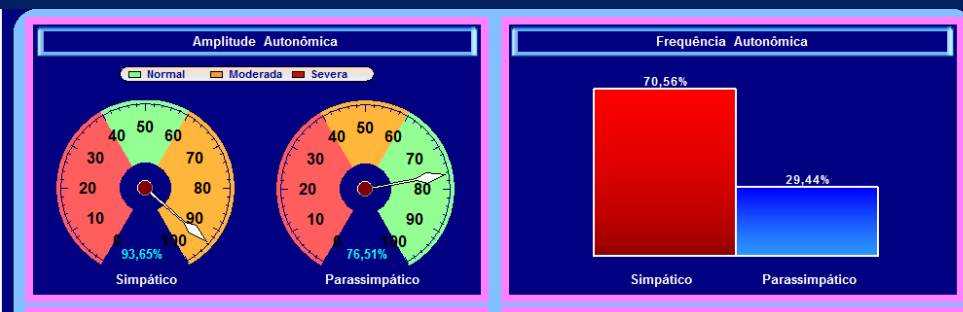 Amplitude Autonômica
Normal Moderada Severa
0 10 20 30 40 50 60 70 80 90 100
93,65%
Simpático
0 10 20 30 40 50 60 70 80 90 100
76,51%
Parassimpático
Frequência Autonômica
70,56%
29,44%
Simpático Parassimpático